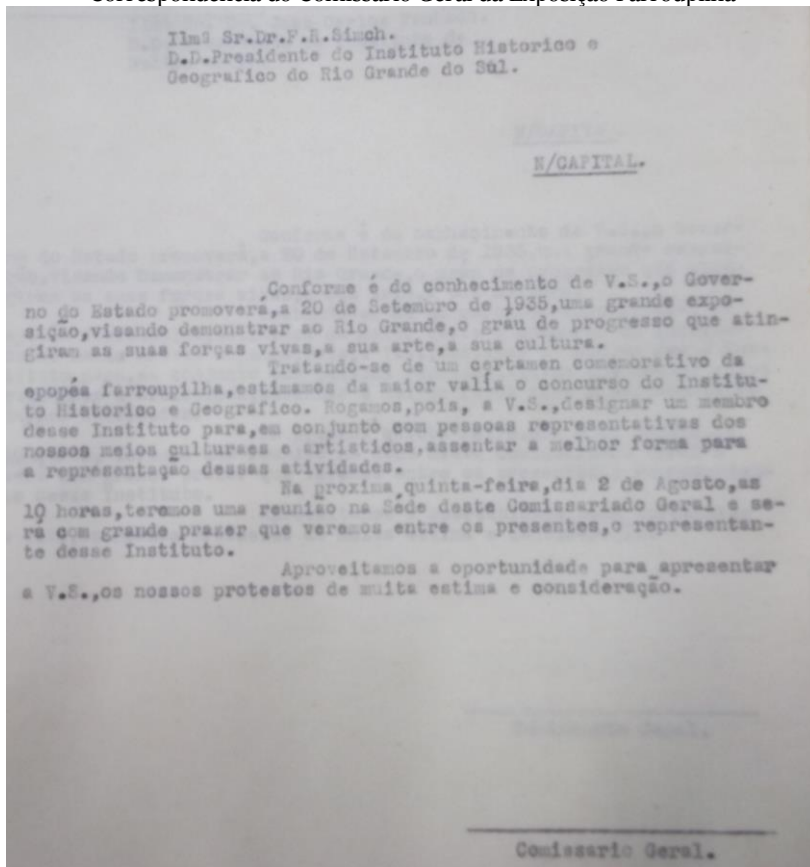 Correspondência do Comissário Geral da Exposição Farroupilha
Ilmº Sr.Dr.F.R.Simch.
D.D.Presidente do Instituto Historico e
Geografico do Rio Grande do Sul.
N/CAPITAL.
Conforme é do conhecimento de V.S.,o Gover-
no do Estado promoverá,a 20 de Setembro de 1935,uma grande expo-
sição,visando demonstrar ao Rio Grande,o grau de progresso que atin-
giram as suas forças vivas,a sua arte,a sua cultura.
Tratando-se de um certamen comemorativo da
epopéa farroupilha,estimamos da maior valía o concurso do Institu-
to Historico e Geografico. Rogamos,pois, a V.S.,designar um membro
desse Instituto para,em conjunto com pessoas representativas dos
nossos meios culturaes e artísticos,assentar a melhor forma para
a representação dessas atividades.
Na proxima quinta-feira,dia 2 de Agosto,as
10 horas,teremos uma reunião na Séde deste Comissariado Geral e se-
rá com grande prazer que veremos entre os presentes,o representan-
te desse Instituto.
Aproveitamos a oportunidade para apresentar
a V.S.,os nossos protestos de muita estima e consideração.
Comissario Geral.